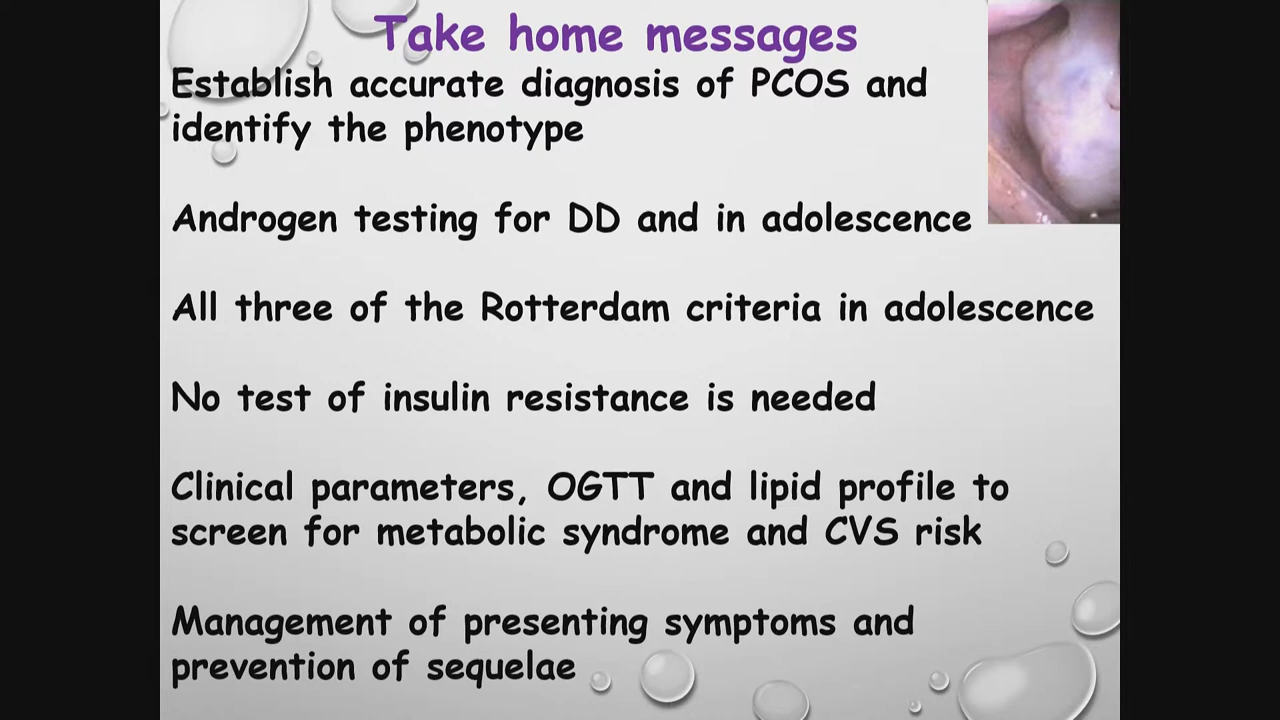 Take home messages
Establish accurate diagnosis of PCOS and
identify the phenotype
Androgen testing for DD and in adolescence
All three of the Rotterdam criteria in adolescence
No test of insulin resistance is needed
Clinical parameters, OGTT and lipid profile to
screen for metabolic syndrome and CVS risk
Management of presenting symptoms and
prevention of sequelae